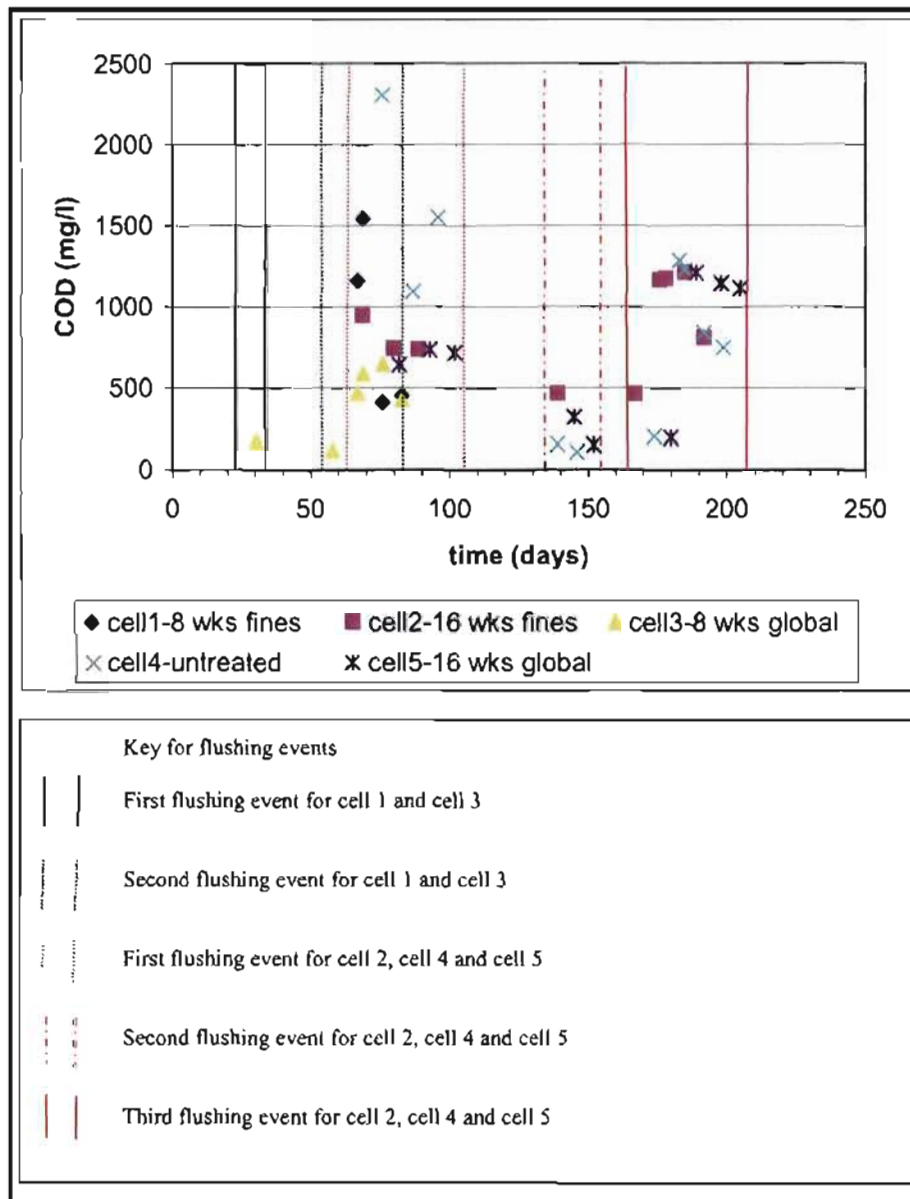 2500
2000
1500
1000
500
0
COD (mg/l)
0 50 100 150 200 250
time (days)
cell1-8 wks fines cell2-16 wks fines cell3-8 wks global
cell4-untreated cell5-16 wks global
Key for flushing events
First flushing event for cell 1 and cell 3
Second flushing event for cell 1 and cell 3
First flushing event for cell 2, cell 4 and cell 5
Second flushing event for cell 2, cell 4 and cell 5
Third flushing event for cell 2, cell 4 and cell 5